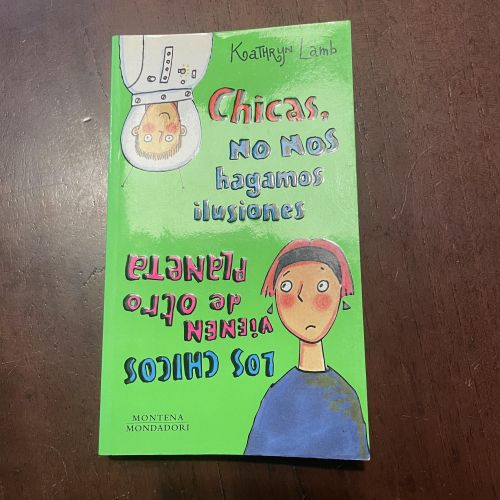 Kathryn Lamb
Chicas,
NO NOS
hagamos
ilusiones
LOS CHICOS
VIENEN
de otro
PLANETA
MONTENA
MONDADORI